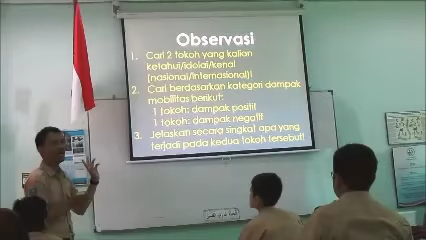 Observasi
1. Cari 2 tokoh yang kalian
ketahui/idolai/kenal
(nasional/internasional)!
2. Cari berdasarkan kategori dampak
mobilitas berikut:
1 tokoh: dampak positif
1 tokoh: dampak negatif
3. Jelaskan secara singkat apa yang
terjadi pada kedua tokoh tersebut!